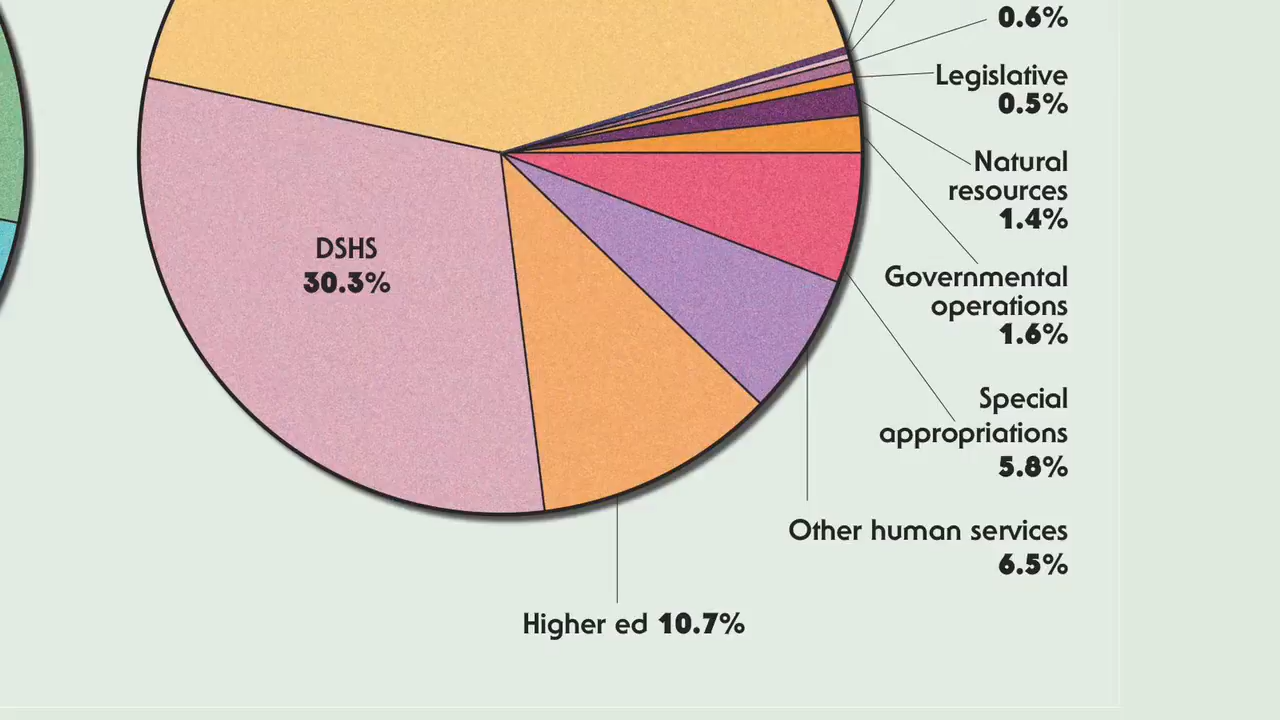 0.6%
Legislative
0.5%
Natural
resources
1.4%
Governmental
operations
1.6%
DSHS
30.3%
Special
appropriations
5.8%
Other human services
6.5%
Higher ed 10.7%